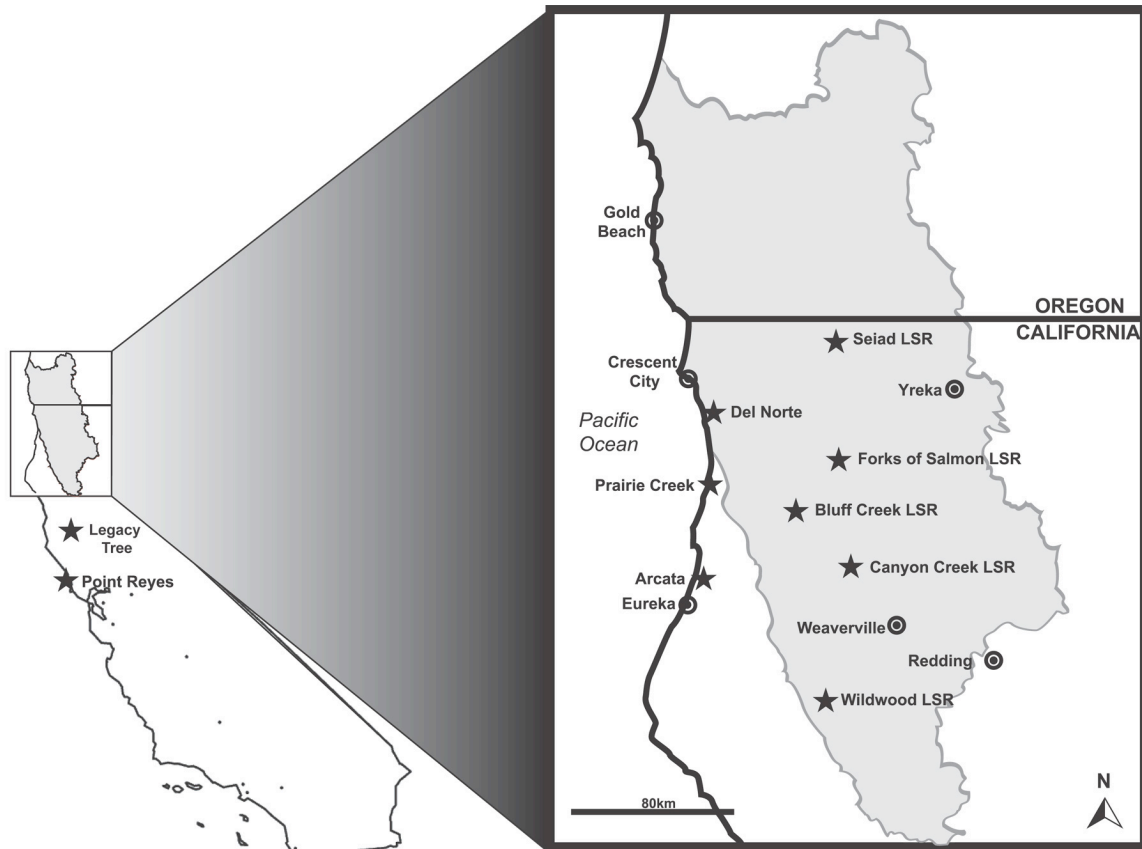 Legacy
Tree
Point Reyes
Gold
Beach
OREGON
CALIFORNIA
Seiad LSR
Crescent
City
Yreka
Del Norte
Pacific
Ocean
Forks of Salmon LSR
Prairie Creek
Bluff Creek LSR
Canyon Creek LSR
Arcata
Eureka
Weaverville
Redding
Wildwood LSR
N
80km